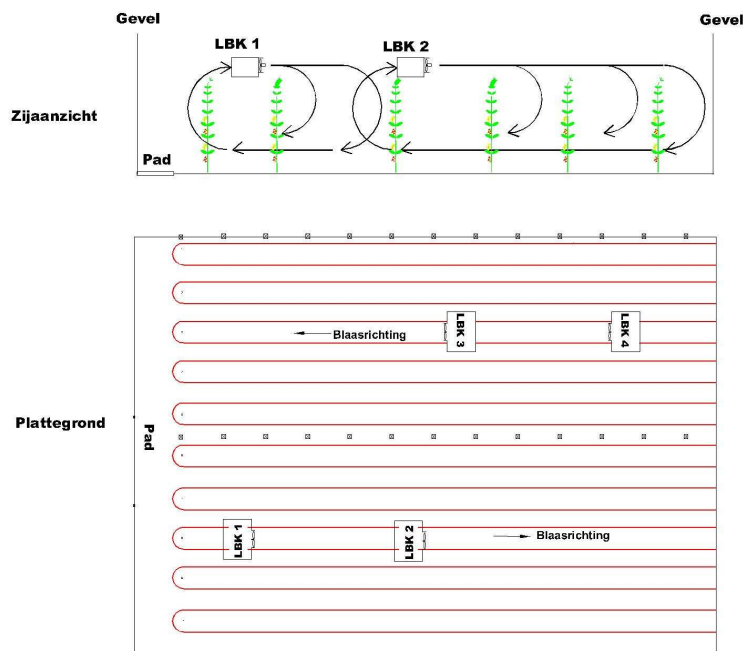 Gevel
Gevel
LBK 1
LBK 2
Zijaanzicht
Pad
LBK 3
LBK 4
Blaasrichting
Plattegrond
Pad
LBK 1
LBK 2
Blaasrichting